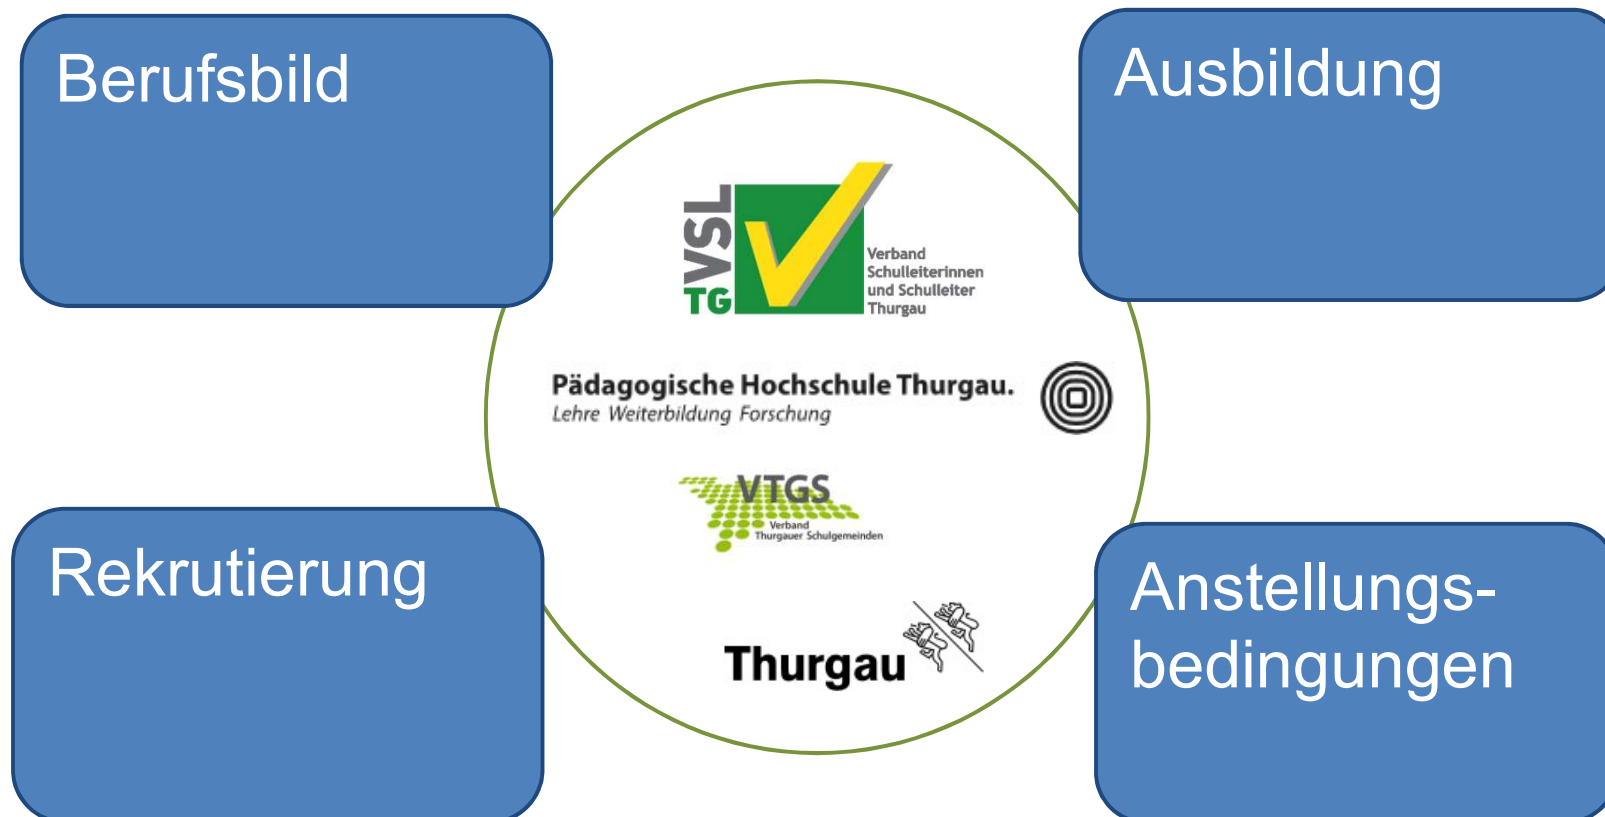 Berufsbild
Ausbildung
VSL
TG
Verband
Schulleiterinnen
und Schulleiter
Thurgau
Pädagogische Hochschule Thurgau.
Lehre Weiterbildung Forschung
VTGS
Verband
Thurgauer Schulgemeinden
Rekrutierung
Anstellungs-
bedingungen
Thurgau